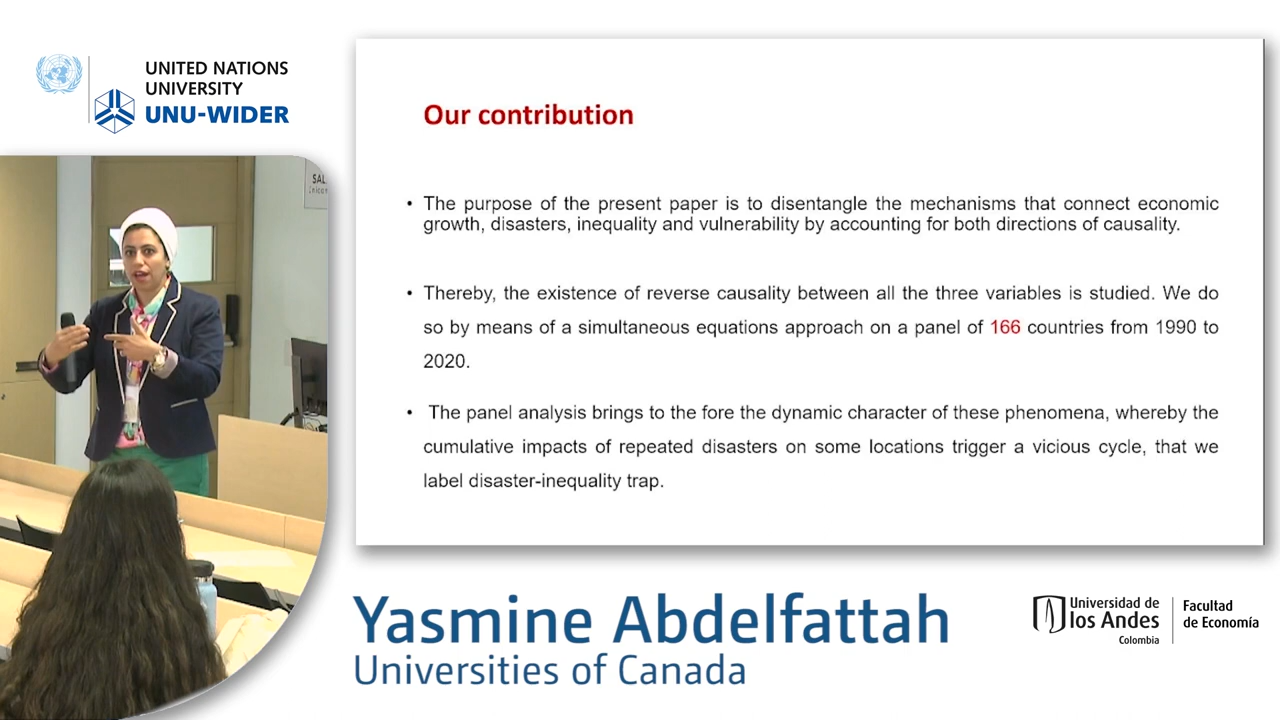 UNITED NATIONS
UNIVERSITY
UNU-WIDER
SAL
Our contribution
• The purpose of the present paper is to disentangle the mechanisms that connect economic
growth, disasters, inequality and vulnerability by accounting for both directions of causality.
• Thereby, the existence of reverse causality between all the three variables is studied. We do
so by means of a simultaneous equations approach on a panel of 166 countries from 1990 to
2020.
• The panel analysis brings to the fore the dynamic character of these phenomena, whereby the
cumulative impacts of repeated disasters on some locations trigger a vicious cycle, that we
label disaster-inequality trap.
Yasmine Abdelfattah
Universities of Canada
Universidad de
los Andes
Colombia
Facultad
de Economía